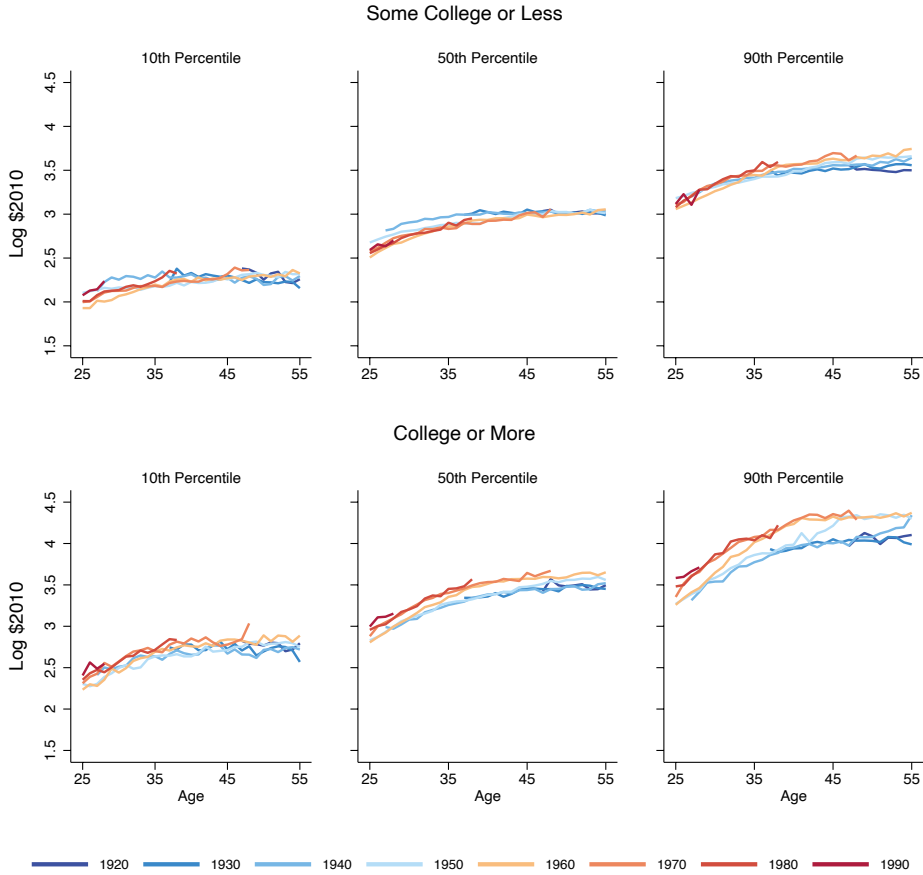 Some College or Less
10th Percentile 50th Percentile 90th Percentile
Log $2010
4.5
4
3.5
3
2.5
2
1.5
25 35 45 55 25 35 45 55 25 35 45 55
College or More
10th Percentile 50th Percentile 90th Percentile
Log $2010
4.5
4
3.5
3
2.5
2
1.5
25 35 45 55 25 35 45 55 25 35 45 55
Age Age Age
1920 1930 1940 1950 1960 1970 1980 1990